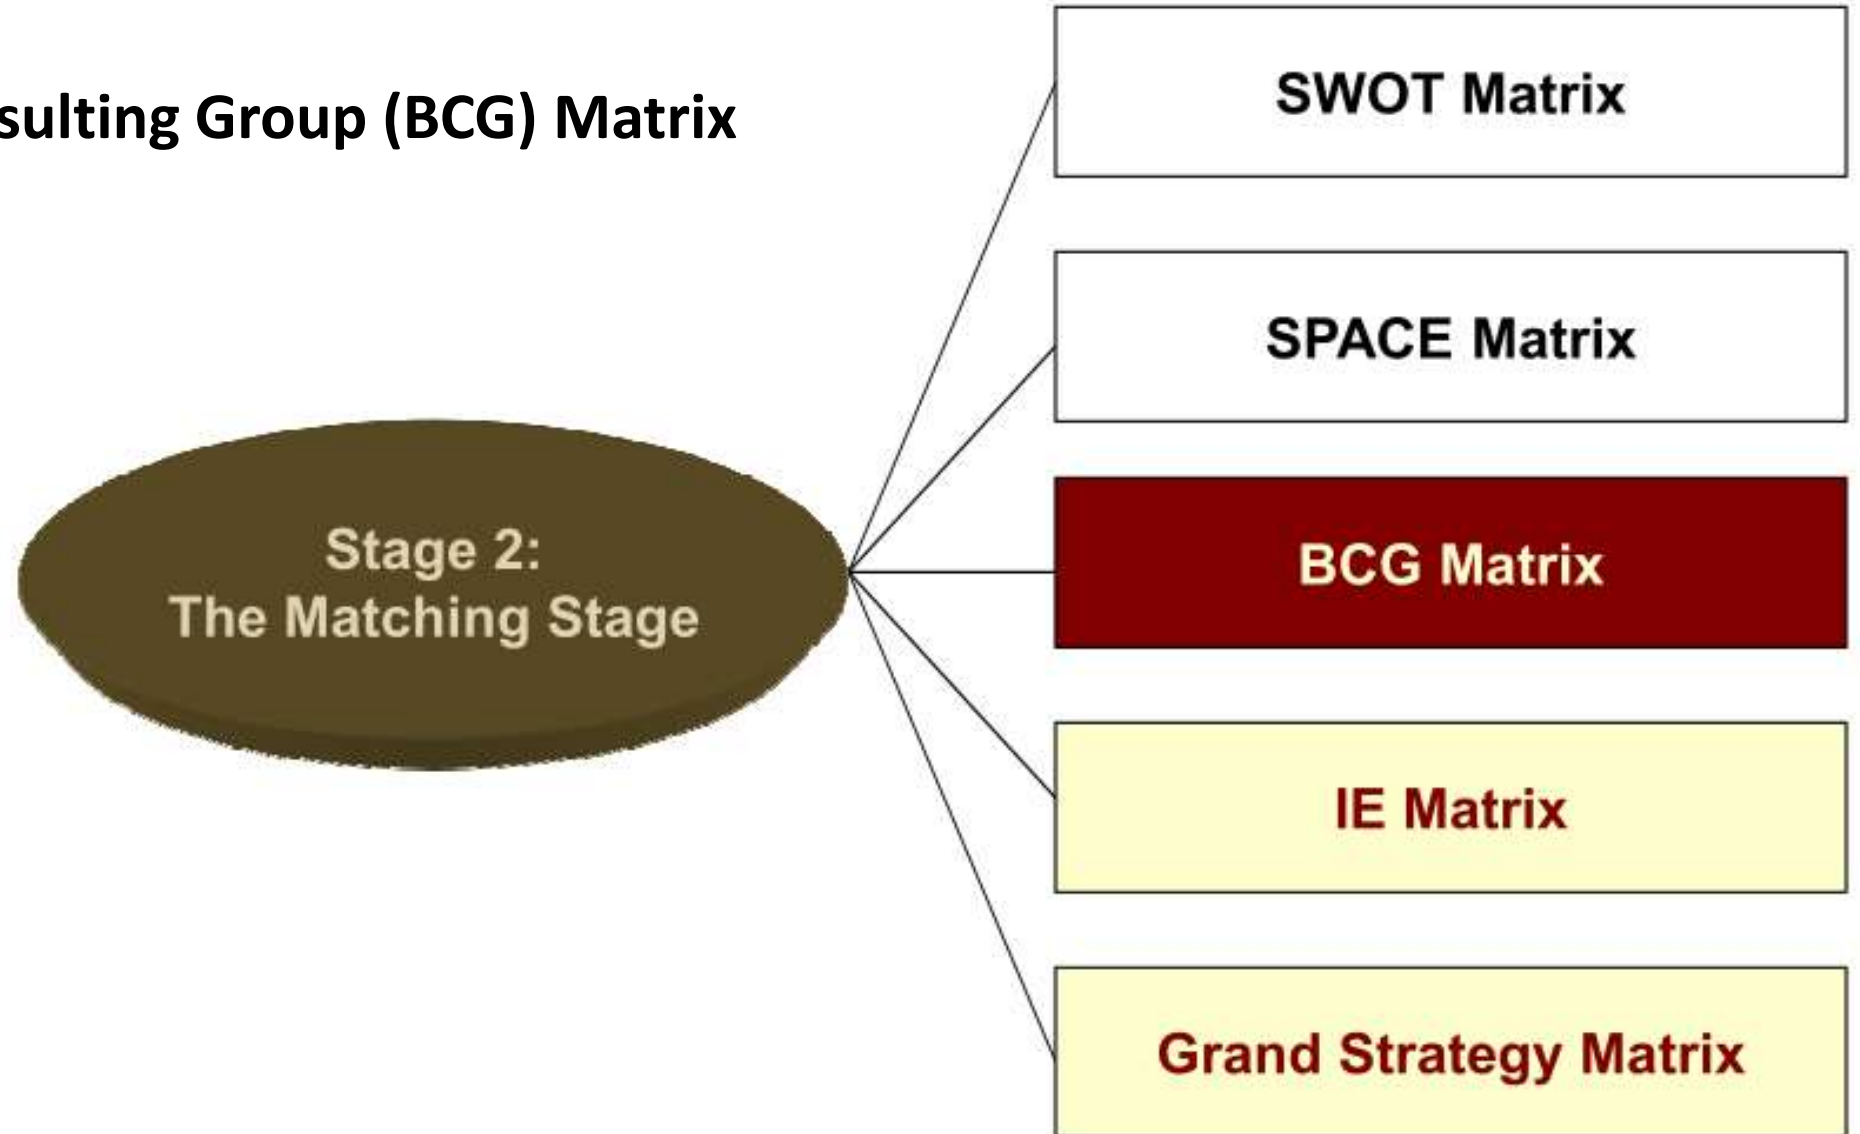 sulting Group (BCG) Matrix
SWOT Matrix
SPACE Matrix
Stage 2:
The Matching Stage
BCG Matrix
IE Matrix
Grand Strategy Matrix